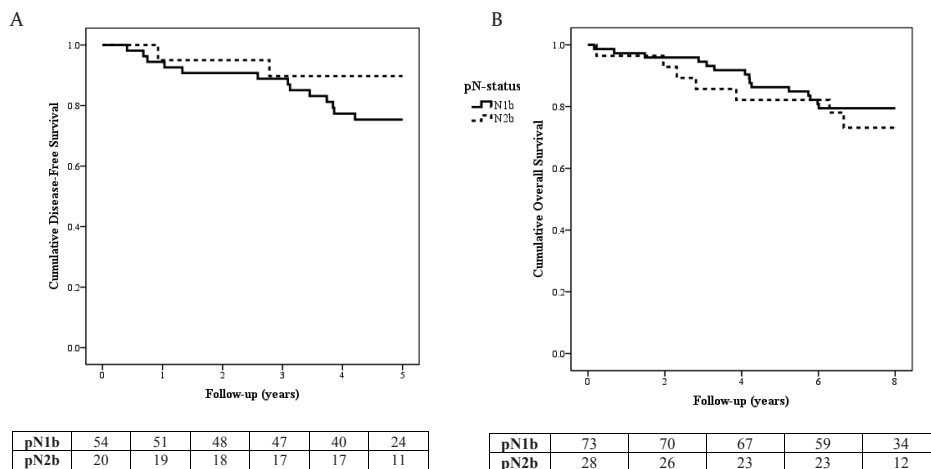 A
Cumulative Disease-Free Survival
1.0
0.8
0.6
0.4
0.2
0.0
0 1 2 3 4 5
Follow-up (years)
pN1b 54 51 48 47 40 24
pN2b 20 19 18 17 17 11
pN-status
N1b
N2b
B
Cumulative Overall Survival
1.0
0.8
0.6
0.4
0.2
0.0
0 2 4 6 8
Follow-up (years)
pN1b 73 70 67 59 34
pN2b 28 26 23 23 12